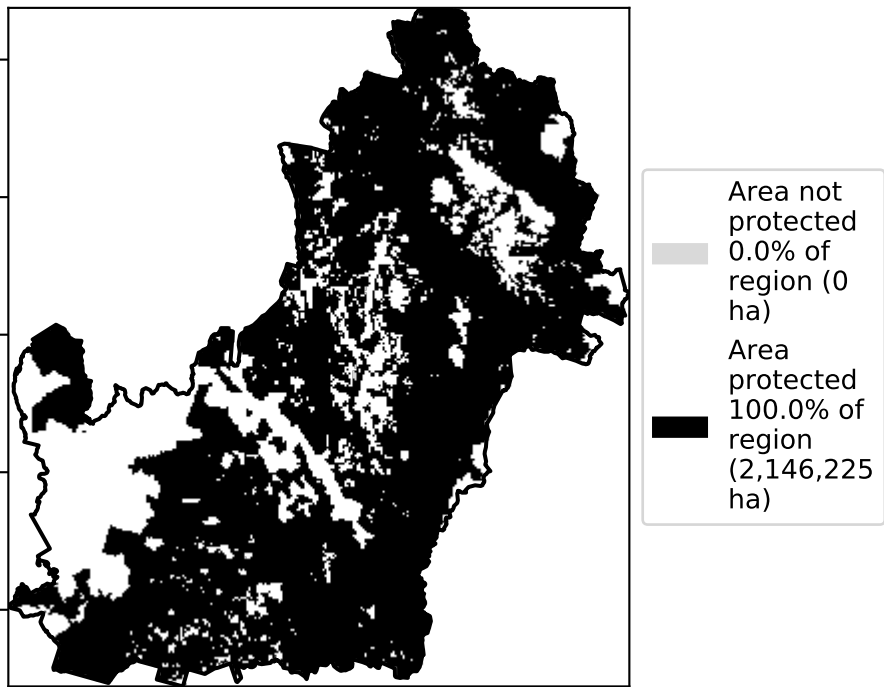 Area not
protected
0.0% of
region (0
ha)
Area
protected
100.0% of
region
(2,146,225
ha)